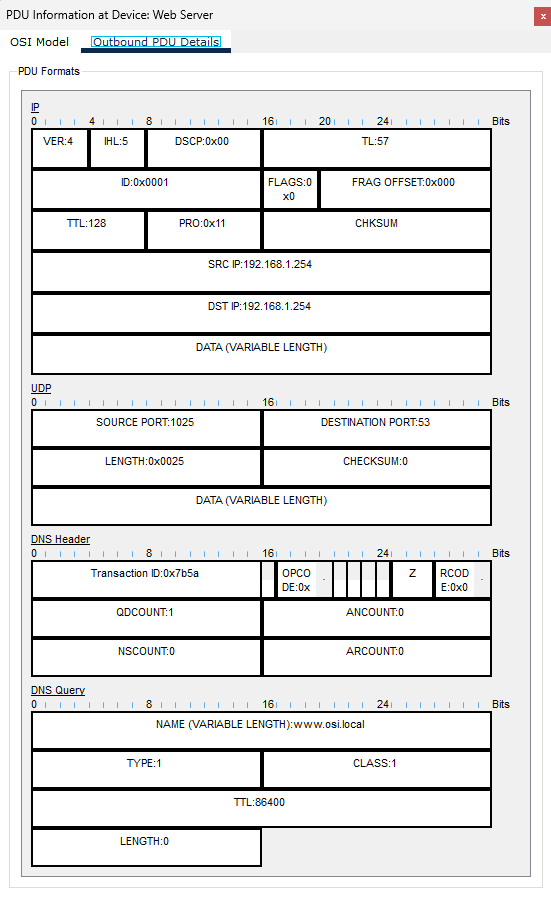 PDU Information at Device: Web Server
x
OSI Model Outbound PDU Details
PDU Formats
IP
0 4 8 16 20 24 Bits
VER:4 IHL:5 DSCP:0x00 TL:57
ID:0x0001 FLAGS:0 FRAG OFFSET:0x000
x0
TTL:128 PRO:0x11 CHKSUM
SRC IP:192.168.1.254
DST IP:192.168.1.254
DATA (VARIABLE LENGTH)
UDP
0 16 Bits
SOURCE PORT:1025 DESTINATION PORT:53
LENGTH:0x0025 CHECKSUM:0
DATA (VARIABLE LENGTH)
DNS Header
0 8 16 24 Bits
Transaction ID:0x7b5a OPCO Z RCOD
DE:0x E:0x0
QDCOUNT:1 ANCOUNT:0
NSCOUNT:0 ARCOUNT:0
DNS Query
0 8 16 24 Bits
NAME (VARIABLE LENGTH):www.osi.local
TYPE:1 CLASS:1
TTL:86400
LENGTH:0